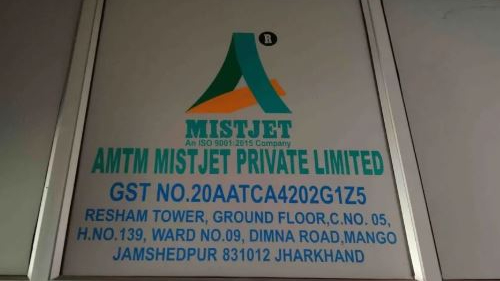 R
MISTJET
An ISO 9001:2015 Company
AMTM MISTJET PRIVATE LIMITED
GST NO.20AATCA4202G1Z5
RESHAM TOWER, GROUND FLOOR,C.NO. 05,
H.NO.139, WARD NO.09, DIMNA ROAD,MANGO
JAMSHEDPUR 831012 JHARKHAND